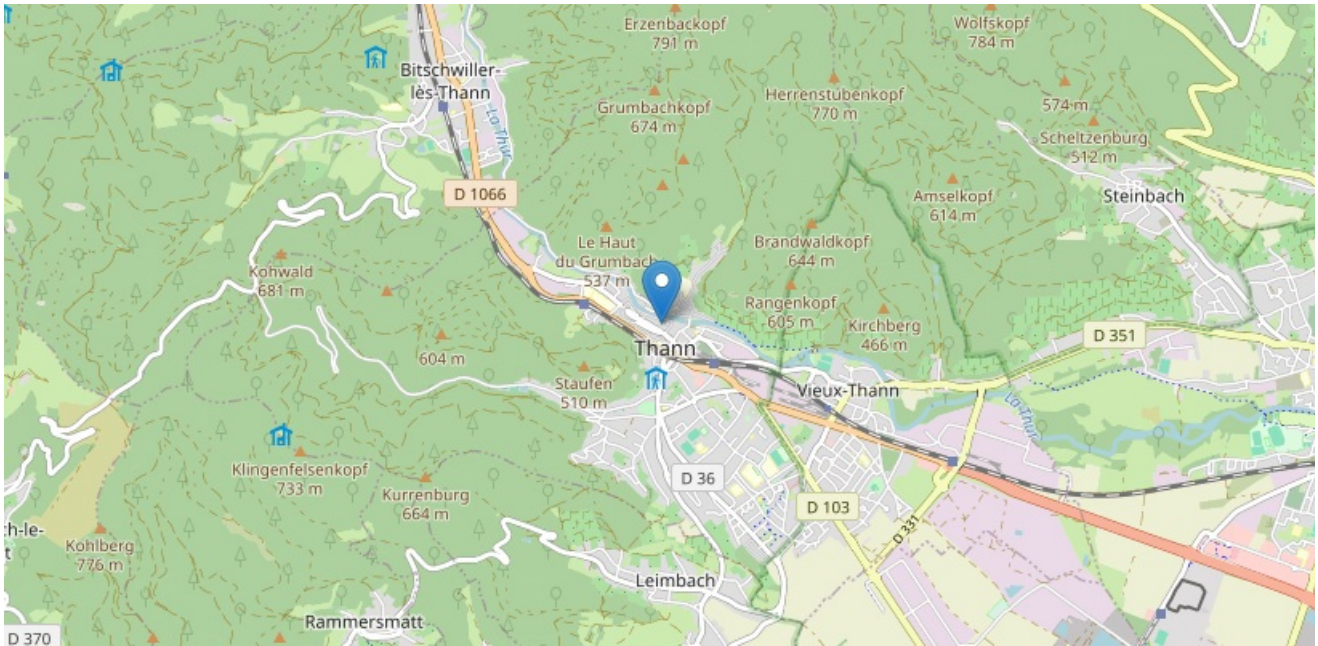 Erzenbackopf
791 m
Wolfskopf
784 m
Bitschwiller-
lès-Thann
Grumbachkopf
674 m
Herrenstubenkopf
770 m
574 m
La Thur
Scheltzenburg
512 m
D 1066
Amselkopf
614 m
Steinbach
Le Haut
du Grumbach
537 m
Brandwaldkopf
644 m
Kohwald
681 m
Rangenkopf
605 m
Kirchberg
466 m
D 351
604 m
Thann
Staufen
510 m
Vieux-Thann
La Thur
Klingenfelsenkopf
733 m
D 36
Kurrenburg
664 m
D 103
D 331
ch-le-
t
Kohlberg
776 m
Leimbach
Rammersmatt
D 370